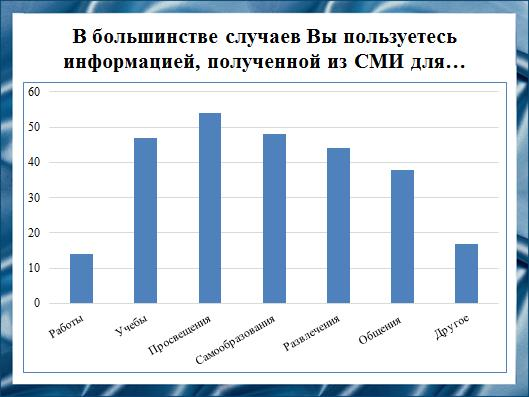 В большинстве случаев Вы пользуетесь
информацией, полученной из СМИ для…
60
50
40
30
20
10
0
Работы
Учебы
Просвещения
Самообразования
Развлечения
Общения
Другое